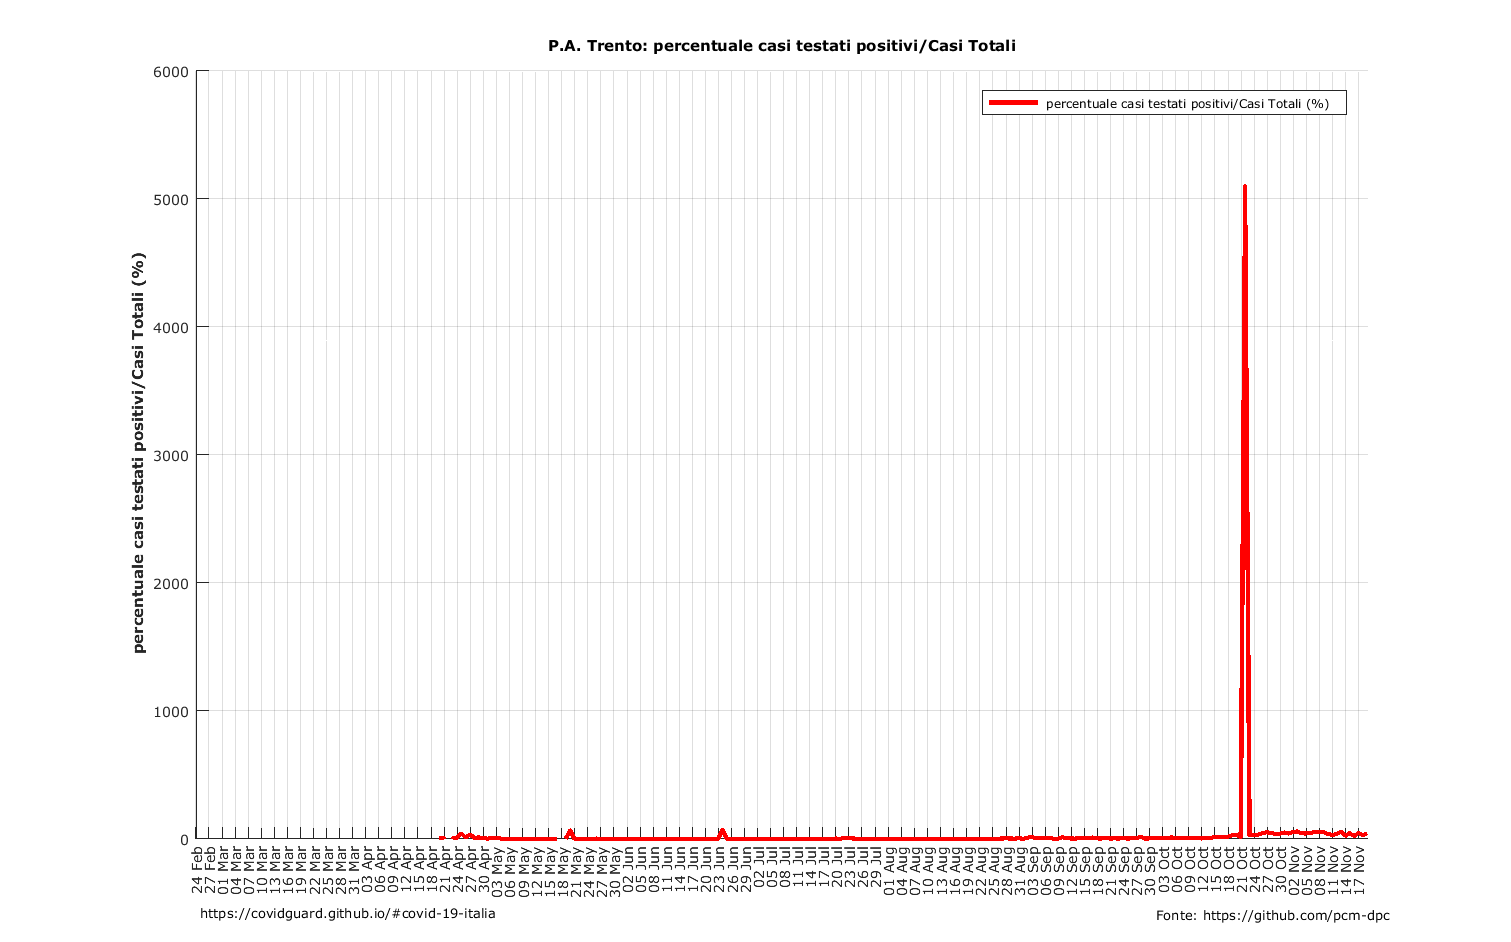 P.A. Trento: percentuale casi testati positivi/Casi Totali
percentuale casi testati positivi/Casi Totali (%)
percentuale casi testati positivi/Casi Totali (%)
6000
5000
4000
3000
2000
1000
0
24 Feb
27 Feb
01 Mar
04 Mar
07 Mar
10 Mar
13 Mar
16 Mar
19 Mar
22 Mar
25 Mar
28 Mar
31 Mar
03 Apr
06 Apr
09 Apr
12 Apr
15 Apr
18 Apr
21 Apr
24 Apr
27 Apr
30 Apr
03 May
06 May
09 May
12 May
15 May
18 May
21 May
24 May
27 May
30 May
02 Jun
05 Jun
08 Jun
11 Jun
14 Jun
17 Jun
20 Jun
23 Jun
26 Jun
29 Jun
02 Jul
05 Jul
08 Jul
11 Jul
14 Jul
17 Jul
20 Jul
23 Jul
26 Jul
29 Jul
01 Aug
04 Aug
07 Aug
10 Aug
13 Aug
16 Aug
19 Aug
22 Aug
25 Aug
28 Aug
31 Aug
03 Sep
06 Sep
09 Sep
12 Sep
15 Sep
18 Sep
21 Sep
24 Sep
27 Sep
30 Sep
03 Oct
06 Oct
09 Oct
12 Oct
15 Oct
18 Oct
21 Oct
24 Oct
27 Oct
30 Oct
02 Nov
05 Nov
08 Nov
11 Nov
14 Nov
17 Nov
https://covidguard.github.io/#covid-19-italia
Fonte: https://github.com/pcm-dpc